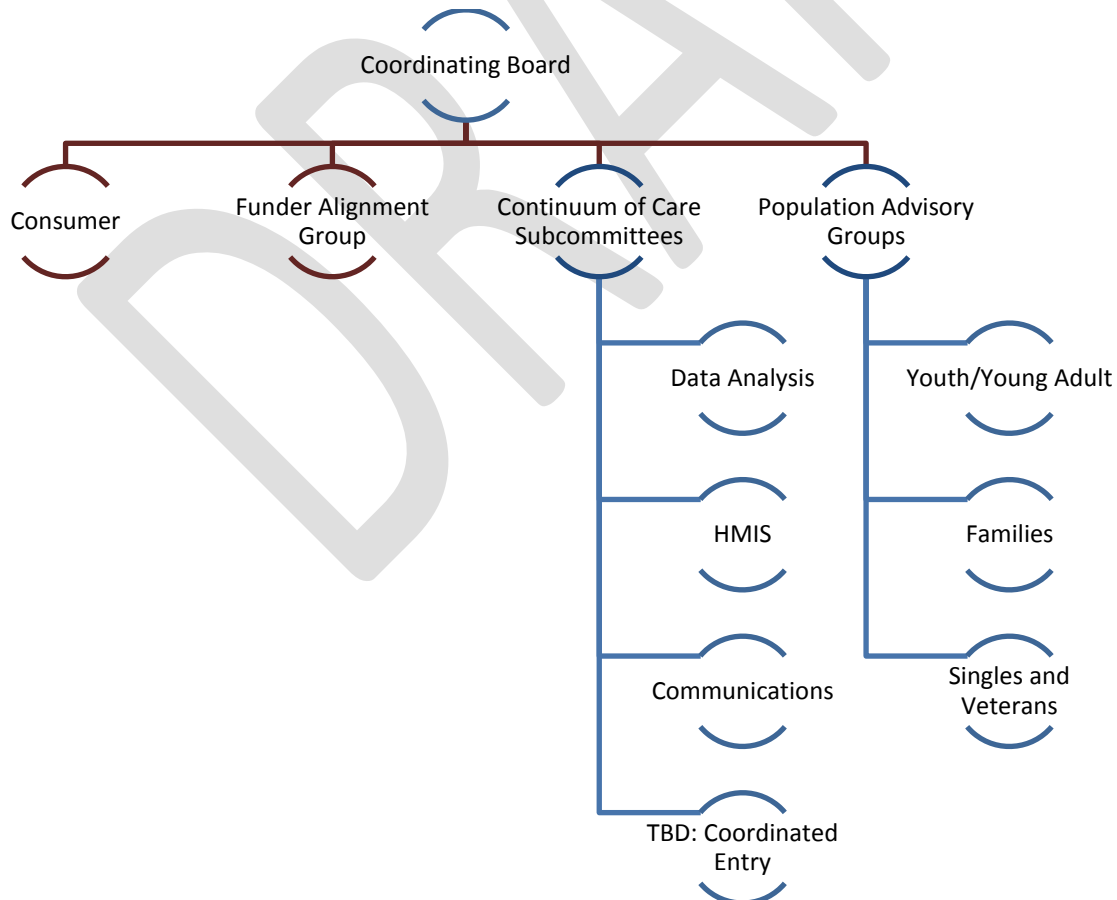 Coordinating Board
Consumer
Funder Alignment
Group
Continuum of Care
Subcommittees
Population Advisory
Groups
Data Analysis
Youth/Young Adult
HMIS
Families
Communications
Singles and
Veterans
TBD: Coordinated
Entry
DRAF